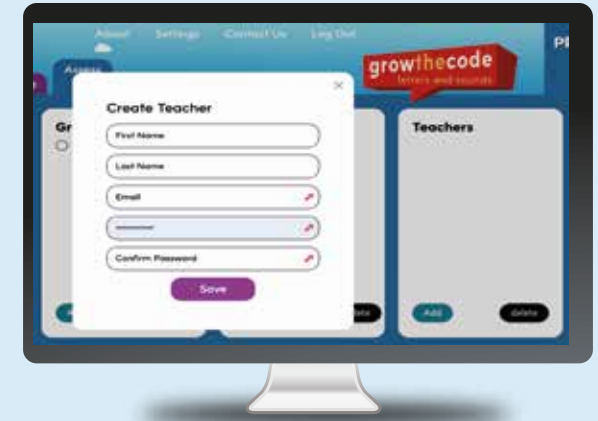 About Settings Contact Us Log Out
growthecode
letters and sounds
Create Teacher
First Name
Last Name
Email
Confirm Password
Save
Gr
Teachers
Add
delete